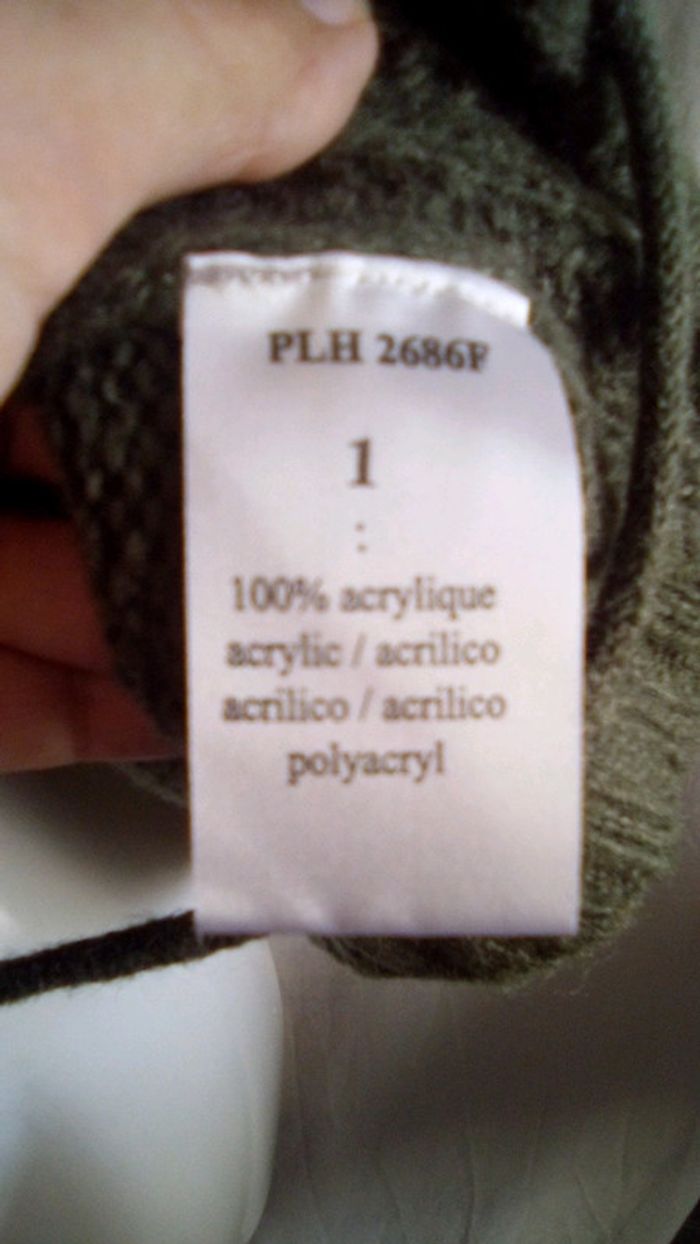 PLH 2686F
1
:
100% acrylique
acrylic / acrilico
acrilico / acrilico
polyacryl